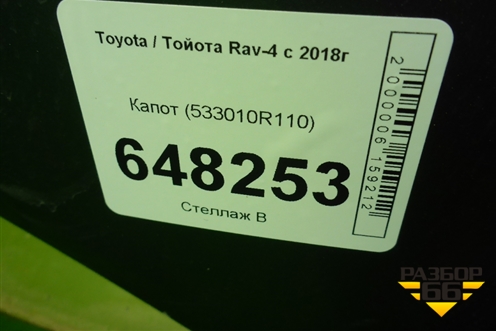 Toyota / Тойота Rav-4 с 2018г
Капот (533010R110)
648253
Стеллаж В
2000006159212
РАЗБОР
66